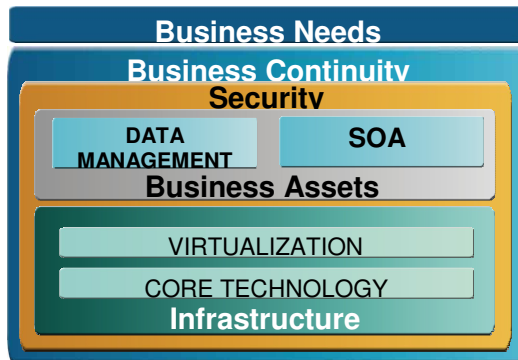 Business Needs
Business Continuity
Security
DATA
MANAGEMENT
SOA
Business Assets
VIRTUALIZATION
CORE TECHNOLOGY
Infrastructure